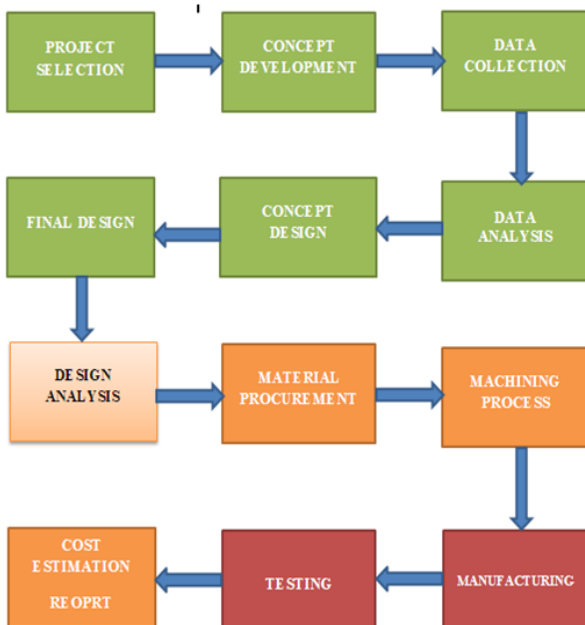 PROJECT
SELECTION
CONCEPT
DEVELOPMENT
DATA
COLLECTION
FINAL DESIGN
CONCEPT
DESIGN
DATA
ANALYSIS
DESIGN
ANALYSIS
MATERIAL
PROCUREMENT
MACHINING
PROCESS
COST
ESTIMATION
REOPRT
TESTING
MANUFACTURING